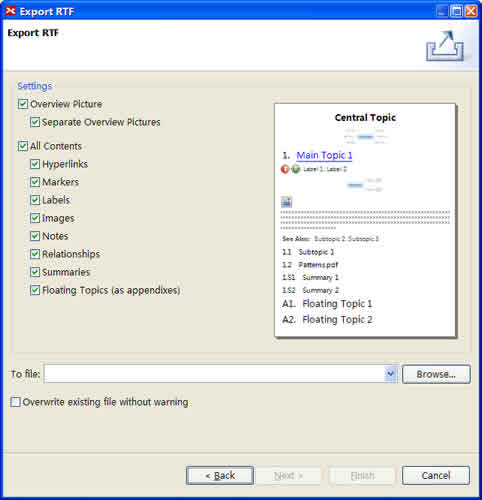 Export RTF
Export RTF
Settings
Overview Picture
Separate Overview Pictures
All Contents
Hyperlinks
Markers
Labels
Images
Notes
Relationships
Summaries
Floating Topics (as appendixes)
Central Topic
1. Main Topic 1
Label 1, Label 2
See Also: Subtopic 2, Subtopic 3
1.1 Subtopic 1
1.2 Patterns.pdf
1.S1 Summary 1
1.S2 Summary 2
A1. Floating Topic 1
A2. Floating Topic 2
To file:
Browse...
Overwrite existing file without warning
< Back
Next >
Finish
Cancel